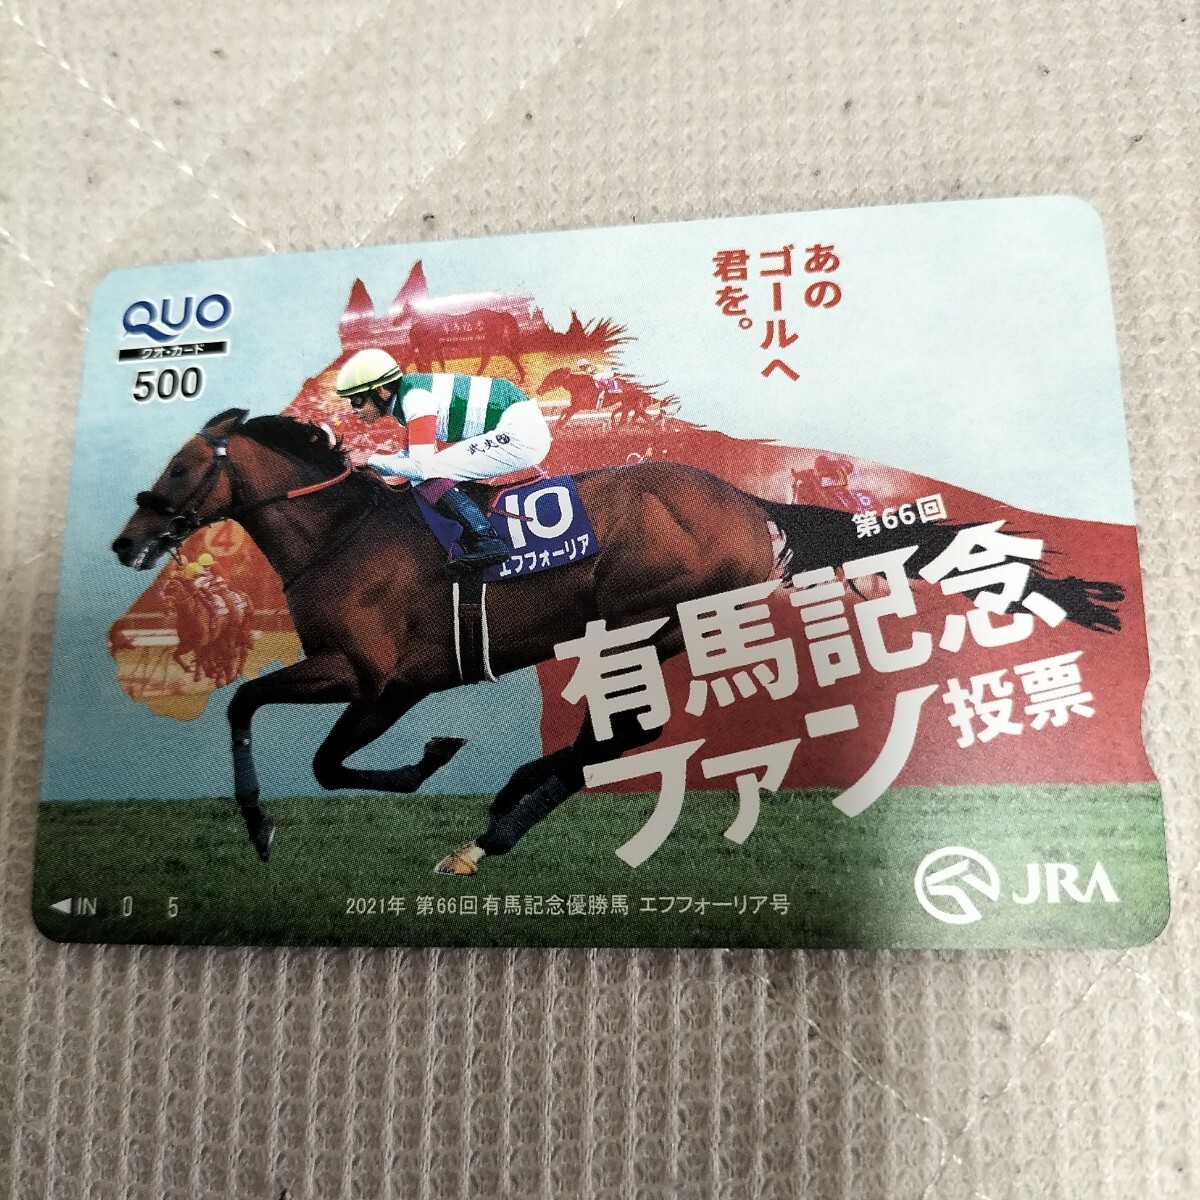 QUO
クオ・カード
500
あの
ゴールへ
君を。
武史
10
エフフォーリア
第66回
有馬記念
ファン投票
JRA
◀IN 0 5
2021年 第66回有馬記念優勝馬 エフフォーリア号